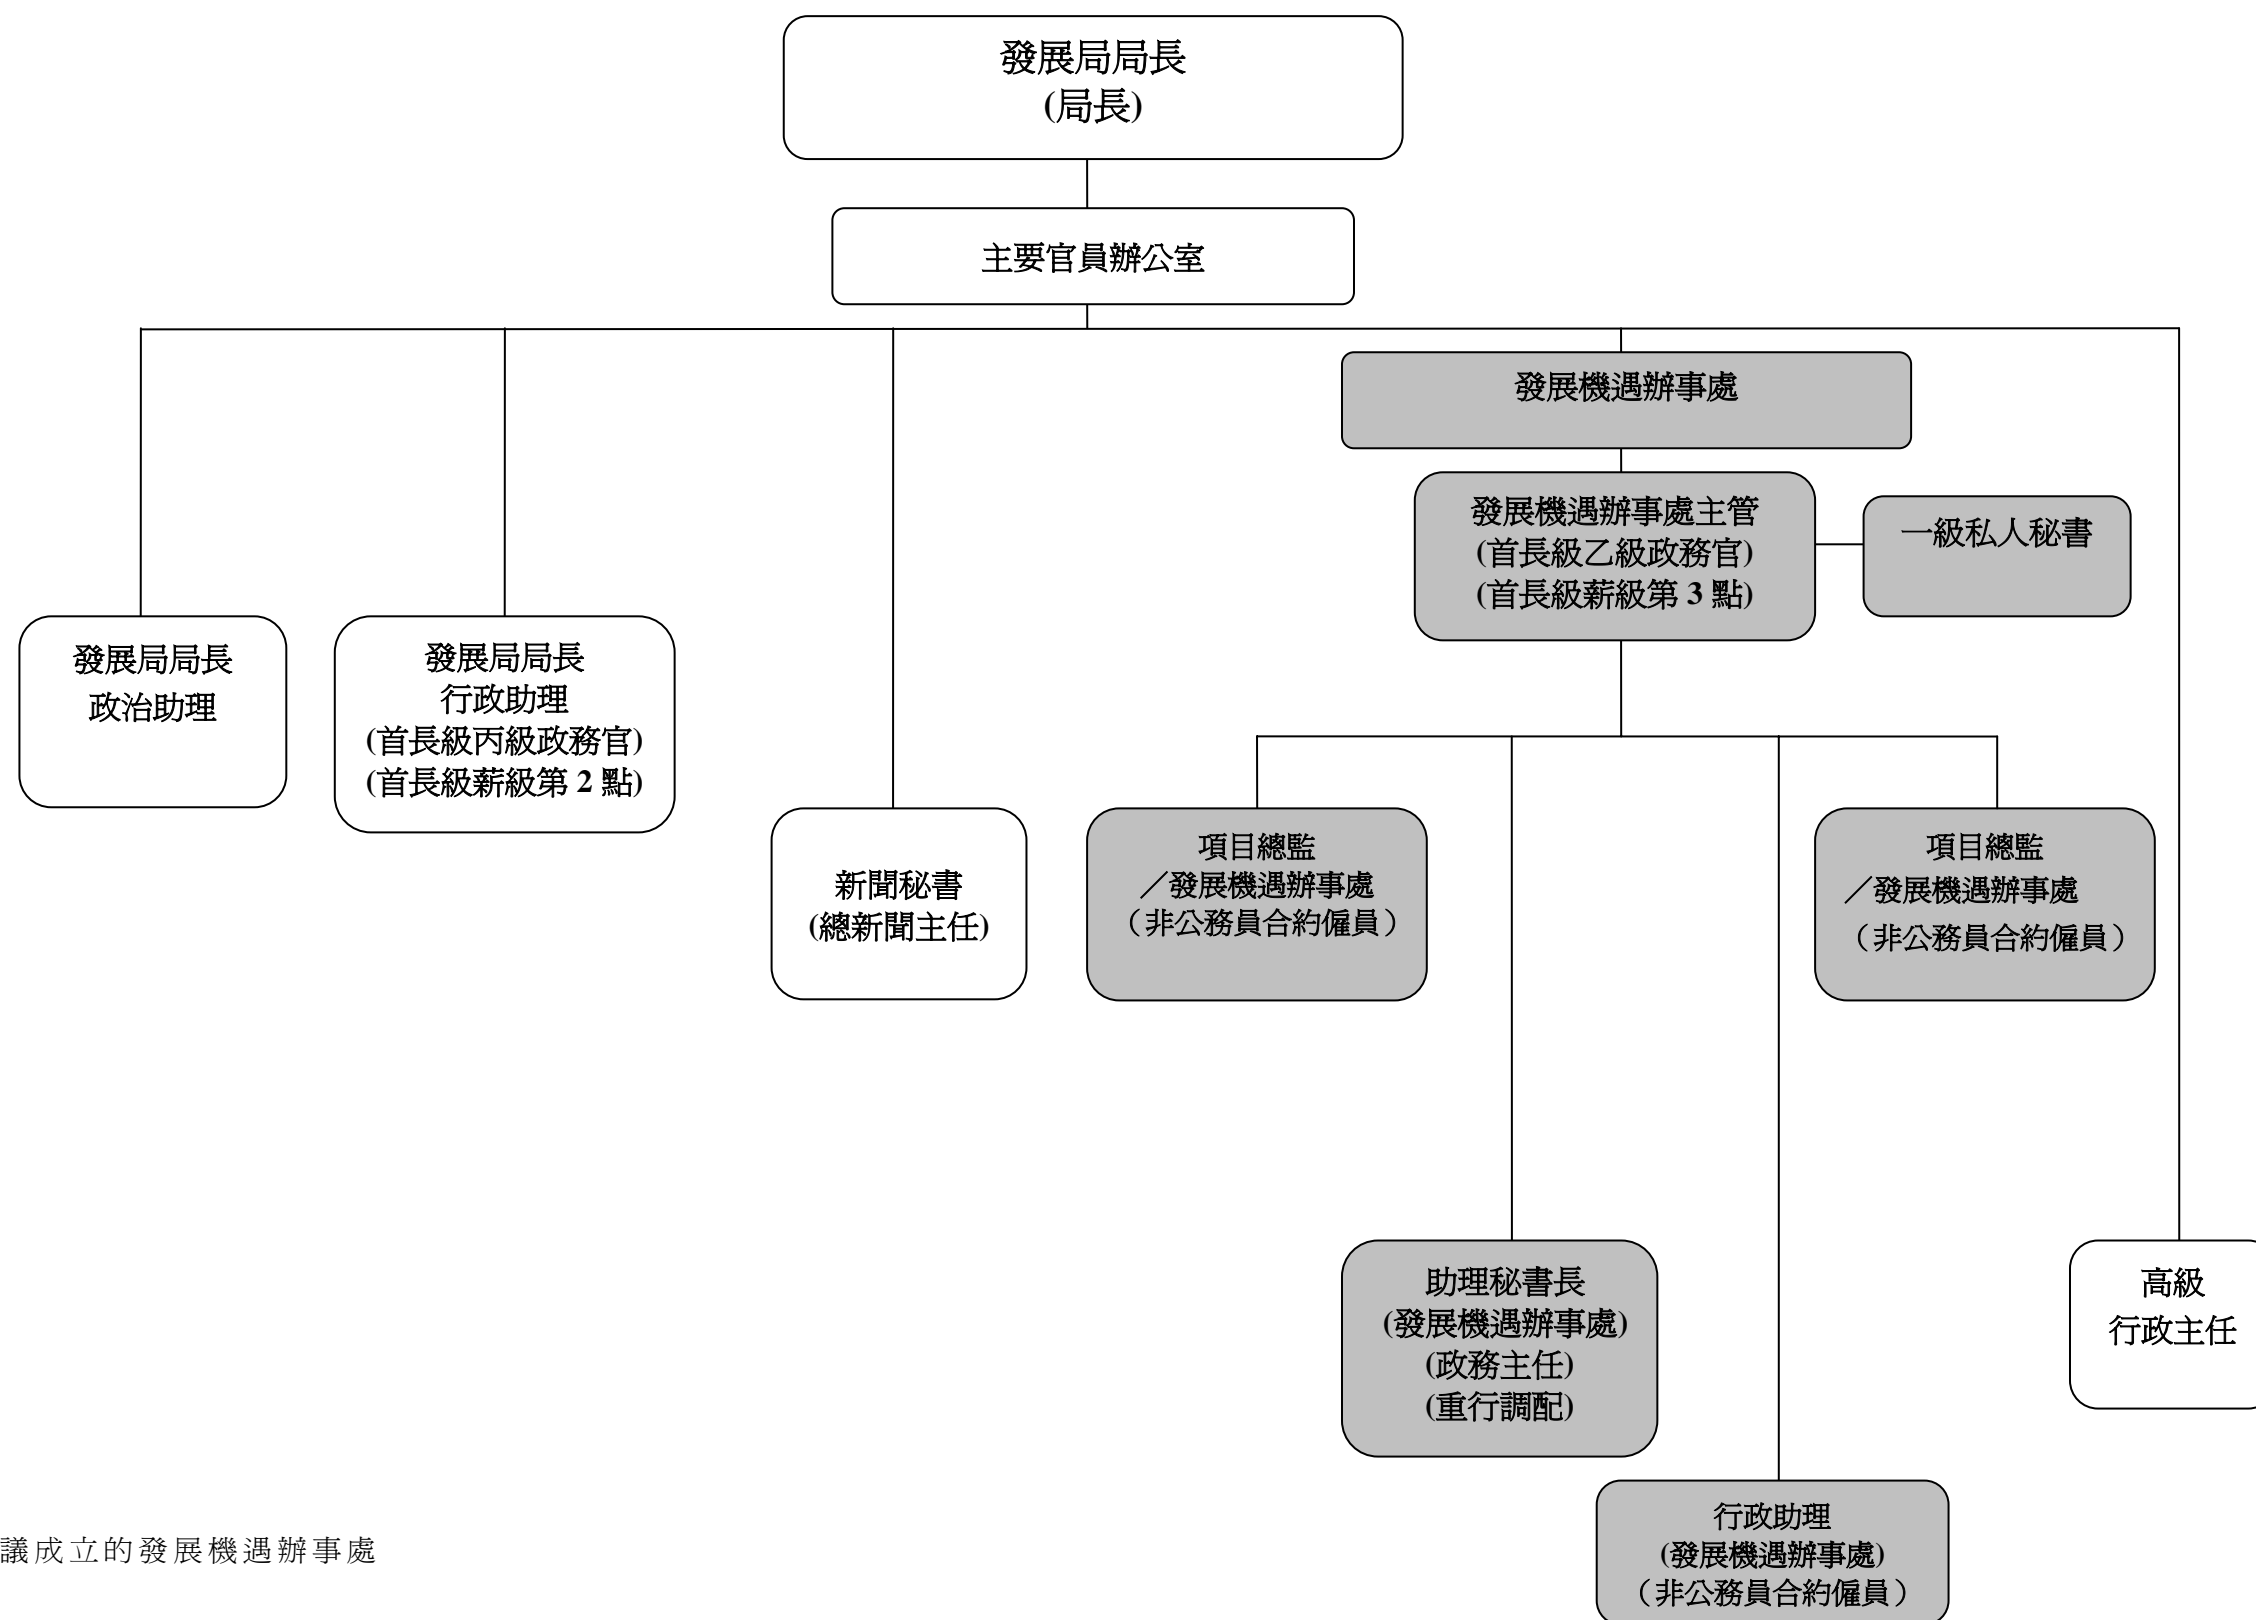 發展局局長
(局長)
主要官員辦公室
發展機遇辦事處
發展機遇辦事處主管
(首長級乙級政務官)
(首長級薪級第 3 點)
一級私人秘書
發展局局長
政治助理
發展局局長
行政助理
(首長級丙級政務官)
(首長級薪級第 2 點)
新聞秘書
(總新聞主任)
項目總監
／發展機遇辦事處
（非公務員合約僱員）
項目總監
／發展機遇辦事處
（非公務員合約僱員）
助理秘書長
(發展機遇辦事處)
(政務主任)
(重行調配)
高級
行政主任
行政助理
(發展機遇辦事處)
（非公務員合約僱員）
議成立的發展機遇辦事處